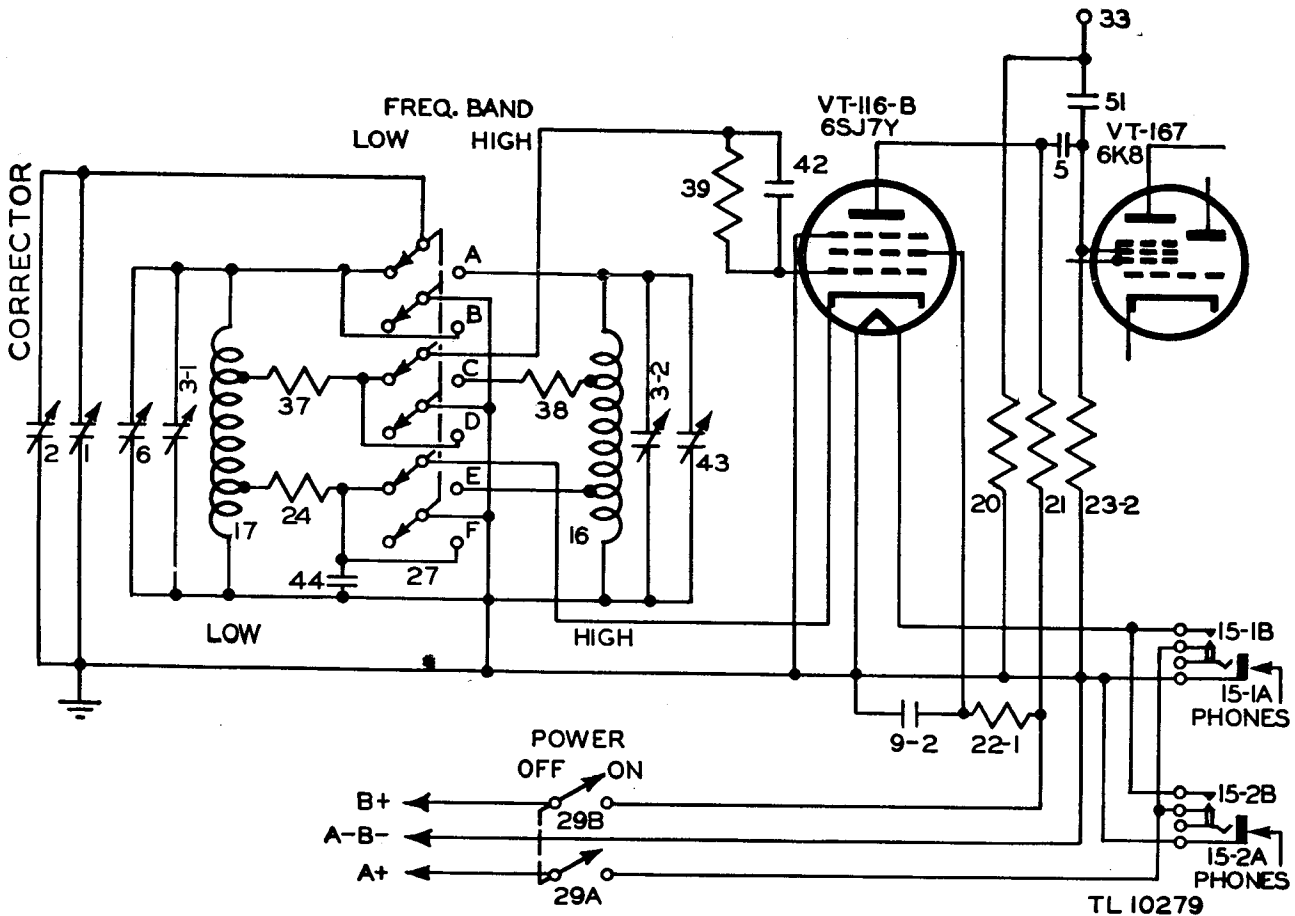 33
FREQ. BAND
LOW
HIGH
VT-116-B
6SJ7Y
51
VT-167
6K8
5
42
39
CORRECTOR
A
B
C
D
E
F
3-1
3-2
37
38
2
1
6
43
24
17
16
20
21
23-2
44
27
LOW
HIGH
15-1B
15-1A
PHONES
9-2
22-1
POWER
OFF
ON
B+
29B
A-B-
A+
29A
15-2B
15-2A
PHONES
TL 10279